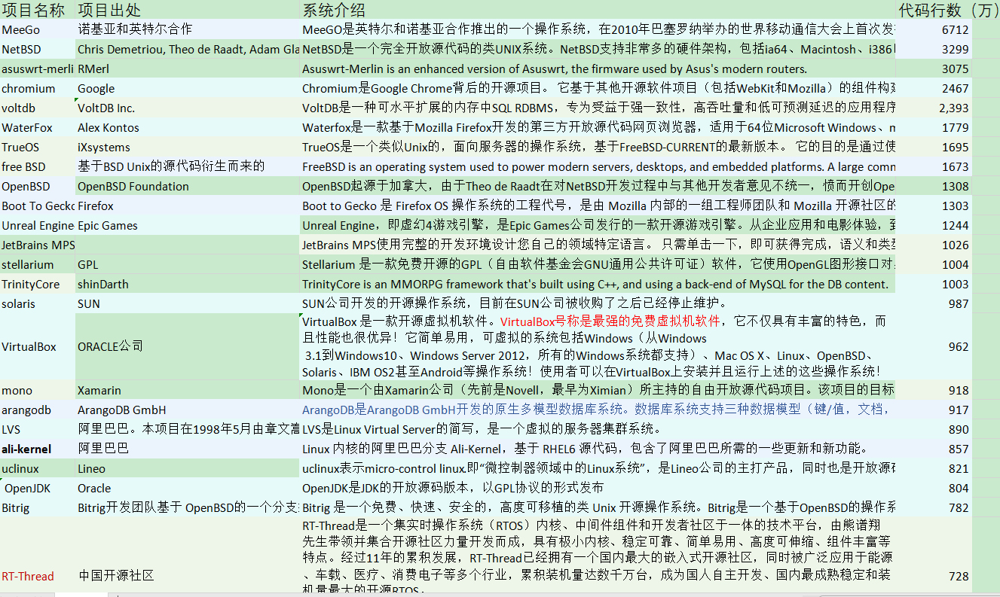 项目名称 项目出处 系统介绍 代码行数（万）
MeeGo 诺基亚和英特尔合作 MeeGO是英特尔和诺基亚合作推出的一个操作系统，在2010年巴塞罗纳举办的世界移动通信大会上首次发 6712
NetBSD Chris Demetriou, Theo de Raadt, Adam Gla NetBSD是一个完全开放源代码的类UNIX系统。NetBSD支持非常多的硬件架构，包括ia64、Macintosh、i386 3299
asuswrt-merli RMerl Asuswrt-Merlin is an enhanced version of Asuswrt, the firmware used by Asus's modern routers. 3075
chromium Google Chromium是Google Chrome背后的开源项目。 它基于其他开源软件项目（包括WebKit和Mozilla）的组件构建 2467
voltdb VoltDB Inc. VoltDB是一种可水平扩展的内存中SQL RDBMS，专为受益于强一致性，高吞吐量和低可预测延迟的应用程序 2,393
WaterFox Alex Kontos Waterfox是一款基于Mozilla Firefox开发的第三方开放源代码网页浏览器，适用于64位Microsoft Windows、m 1779
TrueOS iXsystems TrueOS是一个类似Unix的，面向服务器的操作系统，基于FreeBSD-CURRENT的最新版本。 它的目的是通过使 1695
free BSD 基于BSD Unix的源代码衍生而来的 FreeBSD is an operating system used to power modern servers, desktops, and embedded platforms. A large comm 1673
OpenBSD OpenBSD Foundation OpenBSD起源于加拿大，由于Theo de Raadt在对NetBSD开发过程中与其他开发者意见不统一，愤而开创Ope 1308
Boot To Gecko Firefox Boot to Gecko 是 Firefox OS 操作系统的工程代号，是由 Mozilla 内部的一组工程师团队和 Mozilla 开源社区的 1303
Unreal Engine Epic Games Unreal Engine，即虚幻4游戏引擎，是Epic Games公司发行的一款开源游戏引擎。从企业应用和电影体验，到 1244
JetBrains MPS JetBrains MPS使用完整的开发环境设计您自己的领域特定语言。 只需单击一下，即可获得完成，语义和类型 1026
stellarium GPL Stellarium 是一款免费开源的GPL（自由软件基金会GNU通用公共许可证）软件，它使用OpenGL图形接口对 1004
TrinityCore shinDarth TrinityCore is an MMORPG framework that's built using C++, and using a back-end of MySQL for the DB content. 1003
solaris SUN SUN公司开发的开源操作系统，目前在SUN公司被收购了之后已经停止维护。 987
VirtualBox 是一款开源虚拟机软件。VirtualBox号称是最强的免费虚拟机软件，它不仅具有丰富的特色，而
且性能也很优异！它简单易用，可虚拟的系统包括Windows（从Windows
VirtualBox ORACLE公司 3.1到Windows10、Windows Server 2012，所有的Windows系统都支持）、Mac OS X、Linux、OpenBSD、 962
Solaris、IBM OS2甚至Android等操作系统！使用者可以在VirtualBox上安装并且运行上述的这些操作系统！
mono Xamarin Mono是一个由Xamarin公司（先前是Novell，最早为Ximian）所主持的自由开放源代码项目。该项目的目标 918
arangodb ArangoDB GmbH ArangoDB是ArangoDB GmbH开发的原生多模型数据库系统。数据库系统支持三种数据模型（键/值，文档， 917
LVS 阿里巴巴。本项目在1998年5月由章文嵩 LVS是Linux Virtual Server的简写，是一个虚拟的服务器集群系统。 890
ali-kernel 阿里巴巴 Linux 内核的阿里巴巴分支 Ali-Kernel，基于 RHEL6 源代码，包含了阿里巴巴所需的一些更新和新功能。 857
uclinux Lineo uclinux表示micro-control linux.即“微控制器领域中的Linux系统”，是Lineo公司的主打产品，同时也是开放源码 821
OpenJDK Oracle OpenJDK是JDK的开放源码版本，以GPL协议的形式发布 804
Bitrig Bitrig开发团队基于 OpenBSD的一个分支 Bitrig 是一个免费、快速、安全的，高度可移植的类 Unix 开源操作系统。Bitrig是一个基于OpenBSD的操作系 782
RT-Thread是一个集实时操作系统（RTOS）内核、中间件组件和开发者社区于一体的技术平台，由熊谱翔
先生带领并集合开源社区力量开发而成，具有极小内核、稳定可靠、简单易用、高度可伸缩、组件丰富等
特点。经过11年的累积发展，RT-Thread已经拥有一个国内最大的嵌入式开源社区，同时被广泛应用于能源
RT-Thread 中国开源社区 、车载、医疗、消费电子等多个行业，累积装机量达数千万台，成为国人自主开发、国内最成熟稳定和装 728
机量最大的开源RTOS。